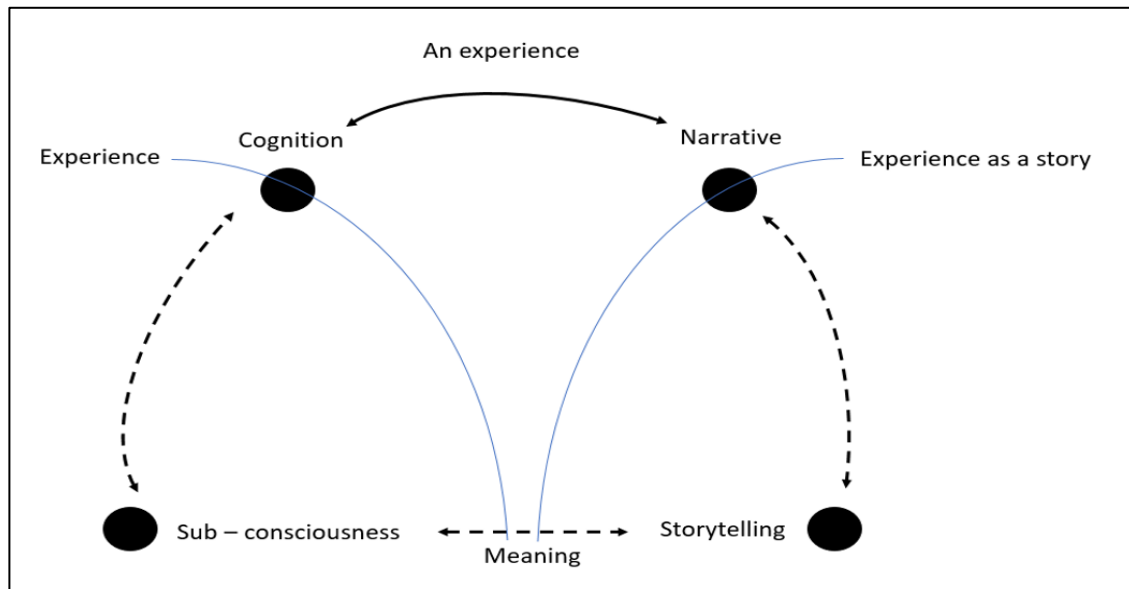 An experience
Cognition
Narrative
Experience
Experience as a story
Sub – consciousness
Storytelling
Meaning